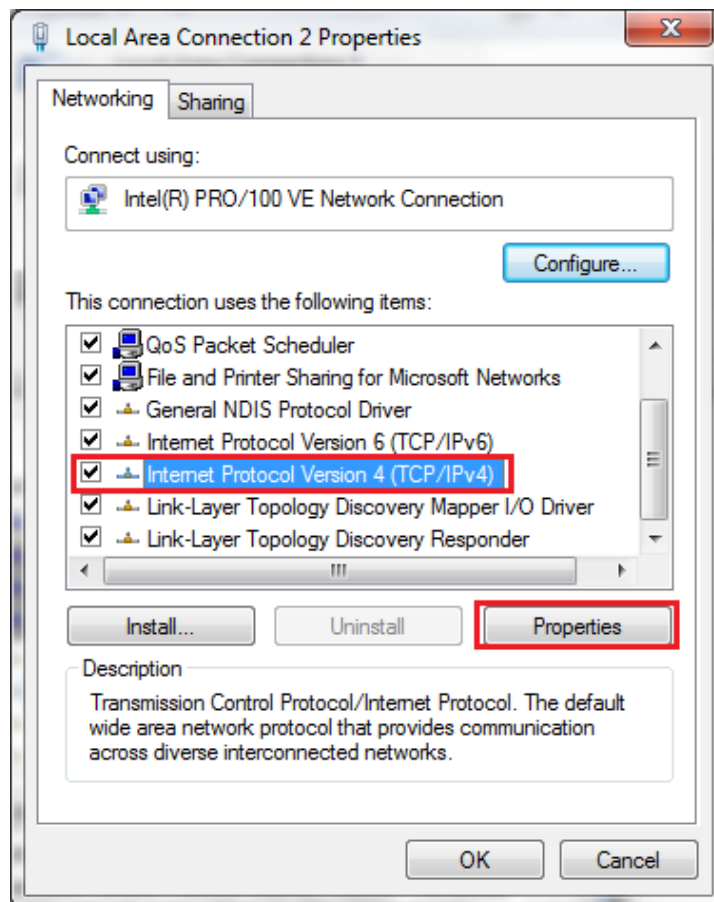 Local Area Connection 2 Properties
Networking
Sharing
Connect using:
Intel(R) PRO/100 VE Network Connection
Configure...
This connection uses the following items:
QoS Packet Scheduler
File and Printer Sharing for Microsoft Networks
General NDIS Protocol Driver
Internet Protocol Version 6 (TCP/IPv6)
Internet Protocol Version 4 (TCP/IPv4)
Link-Layer Topology Discovery Mapper I/O Driver
Link-Layer Topology Discovery Responder
Install...
Uninstall
Properties
Description
Transmission Control Protocol/Internet Protocol. The default
wide area network protocol that provides communication
across diverse interconnected networks.
OK
Cancel